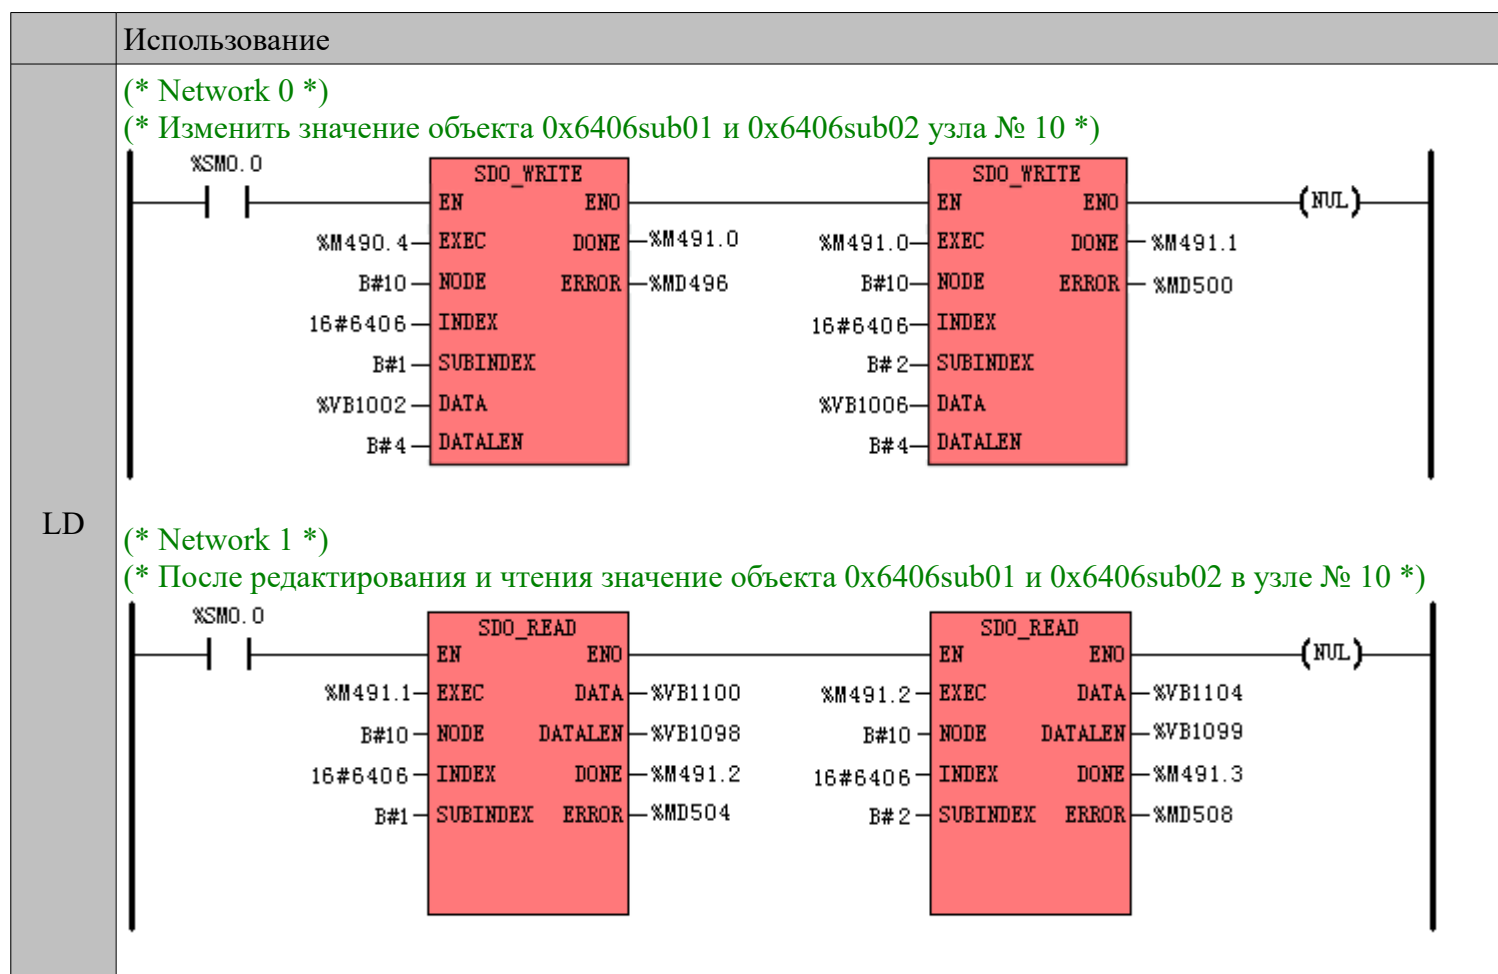 Использование
LD
(* Network 0 *)
(* Изменить значение объекта 0x6406sub01 и 0x6406sub02 узла № 10 *)
%SM0.0
SDO_WRITE SDO_WRITE
EN ENO EN ENO (NUL)
%M490.4 EXEC DONE %M491.0 %M491.0 EXEC DONE %M491.1
B#10 NODE ERROR %MD496 B#10 NODE ERROR %MD500
16#6406 INDEX 16#6406 INDEX
B#1 SUBINDEX B#2 SUBINDEX
%VB1002 DATA %VB1006 DATA
B#4 DATALEN B#4 DATALEN
(* Network 1 *)
(* После редактирования и чтения значение объекта 0x6406sub01 и 0x6406sub02 в узле № 10 *)
%SM0.0
SDO_READ SDO_READ
EN ENO EN ENO (NUL)
%M491.1 EXEC DATA %VB1100 %M491.2 EXEC DATA %VB1104
B#10 NODE DATALEN %VB1098 B#10 NODE DATALEN %VB1099
16#6406 INDEX DONE %M491.2 16#6406 INDEX DONE %M491.3
B#1 SUBINDEX ERROR %MD504 B#2 SUBINDEX ERROR %MD508